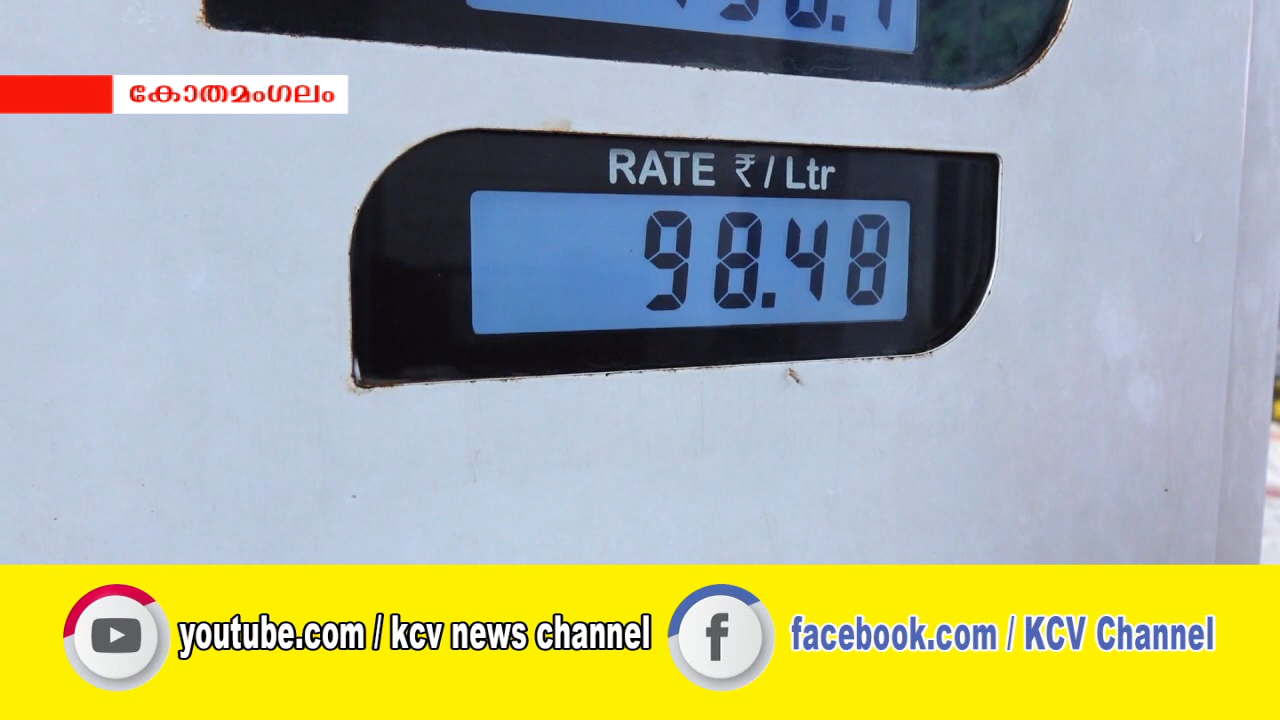 കോതമംഗലം
RATE ₹/Ltr
98.48
youtube.com / kcv news channel
facebook.com / KCV Channel